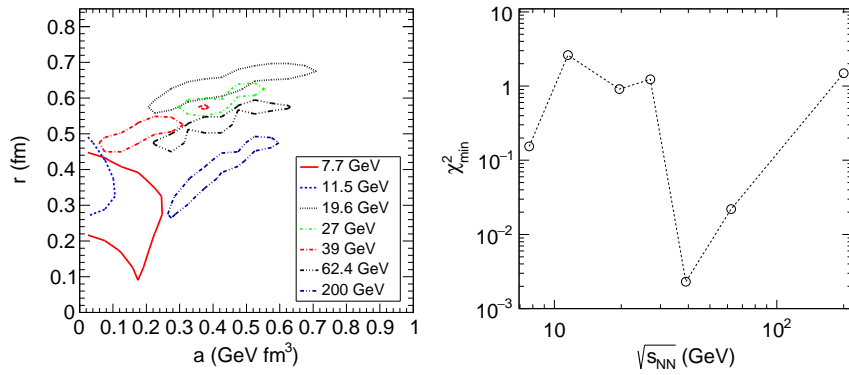 0.8
0.7
0.6
0.5
0.4
0.3
0.2
0.1
0
r (fm)
0 0.1 0.2 0.3 0.4 0.5 0.6 0.7 0.8 0.9 1
a (GeV fm³)
7.7 GeV
11.5 GeV
19.6 GeV
27 GeV
39 GeV
62.4 GeV
200 GeV
10
1
10⁻¹
10⁻²
10⁻³
χ²min
10 10²
√sNN (GeV)